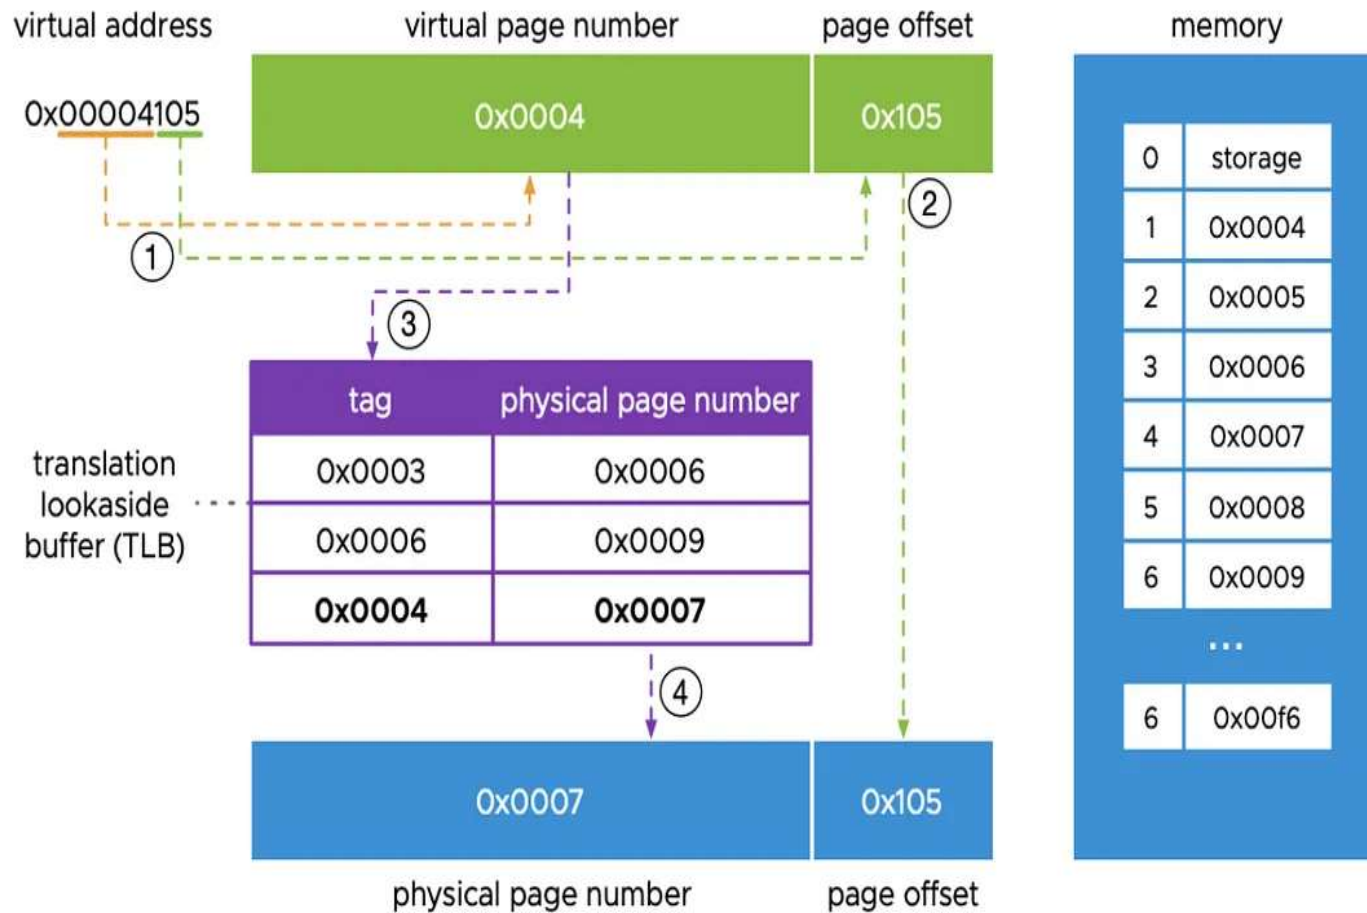 virtual address
virtual page number
page offset
memory
0x00004105
0x0004
0x105
1
2
3
tag
physical page number
0x0003
0x0006
0x0006
0x0009
0x0004
0x0007
translation
lookaside
buffer (TLB)
4
0x0007
0x105
physical page number
page offset
0 storage
1 0x0004
2 0x0005
3 0x0006
4 0x0007
5 0x0008
6 0x0009
...
6 0x00f6